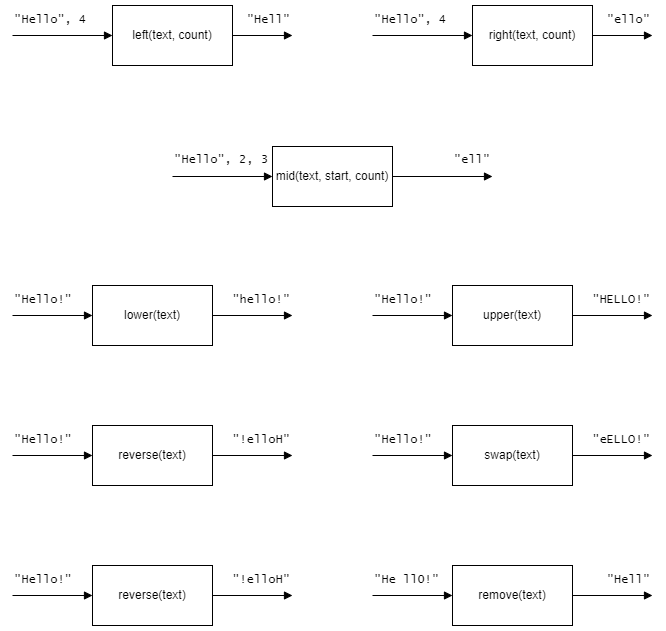 "Hello", 4
left(text, count)
"Hell"
"Hello", 4
right(text, count)
"ello"
"Hello", 2, 3
mid(text, start, count)
"ell"
"Hello!"
lower(text)
"hello!"
"Hello!"
upper(text)
"HELLO!"
"Hello!"
reverse(text)
"!elloH"
"Hello!"
swap(text)
"eELLO!"
"Hello!"
reverse(text)
"!elloH"
"He llO!"
remove(text)
"Hell"